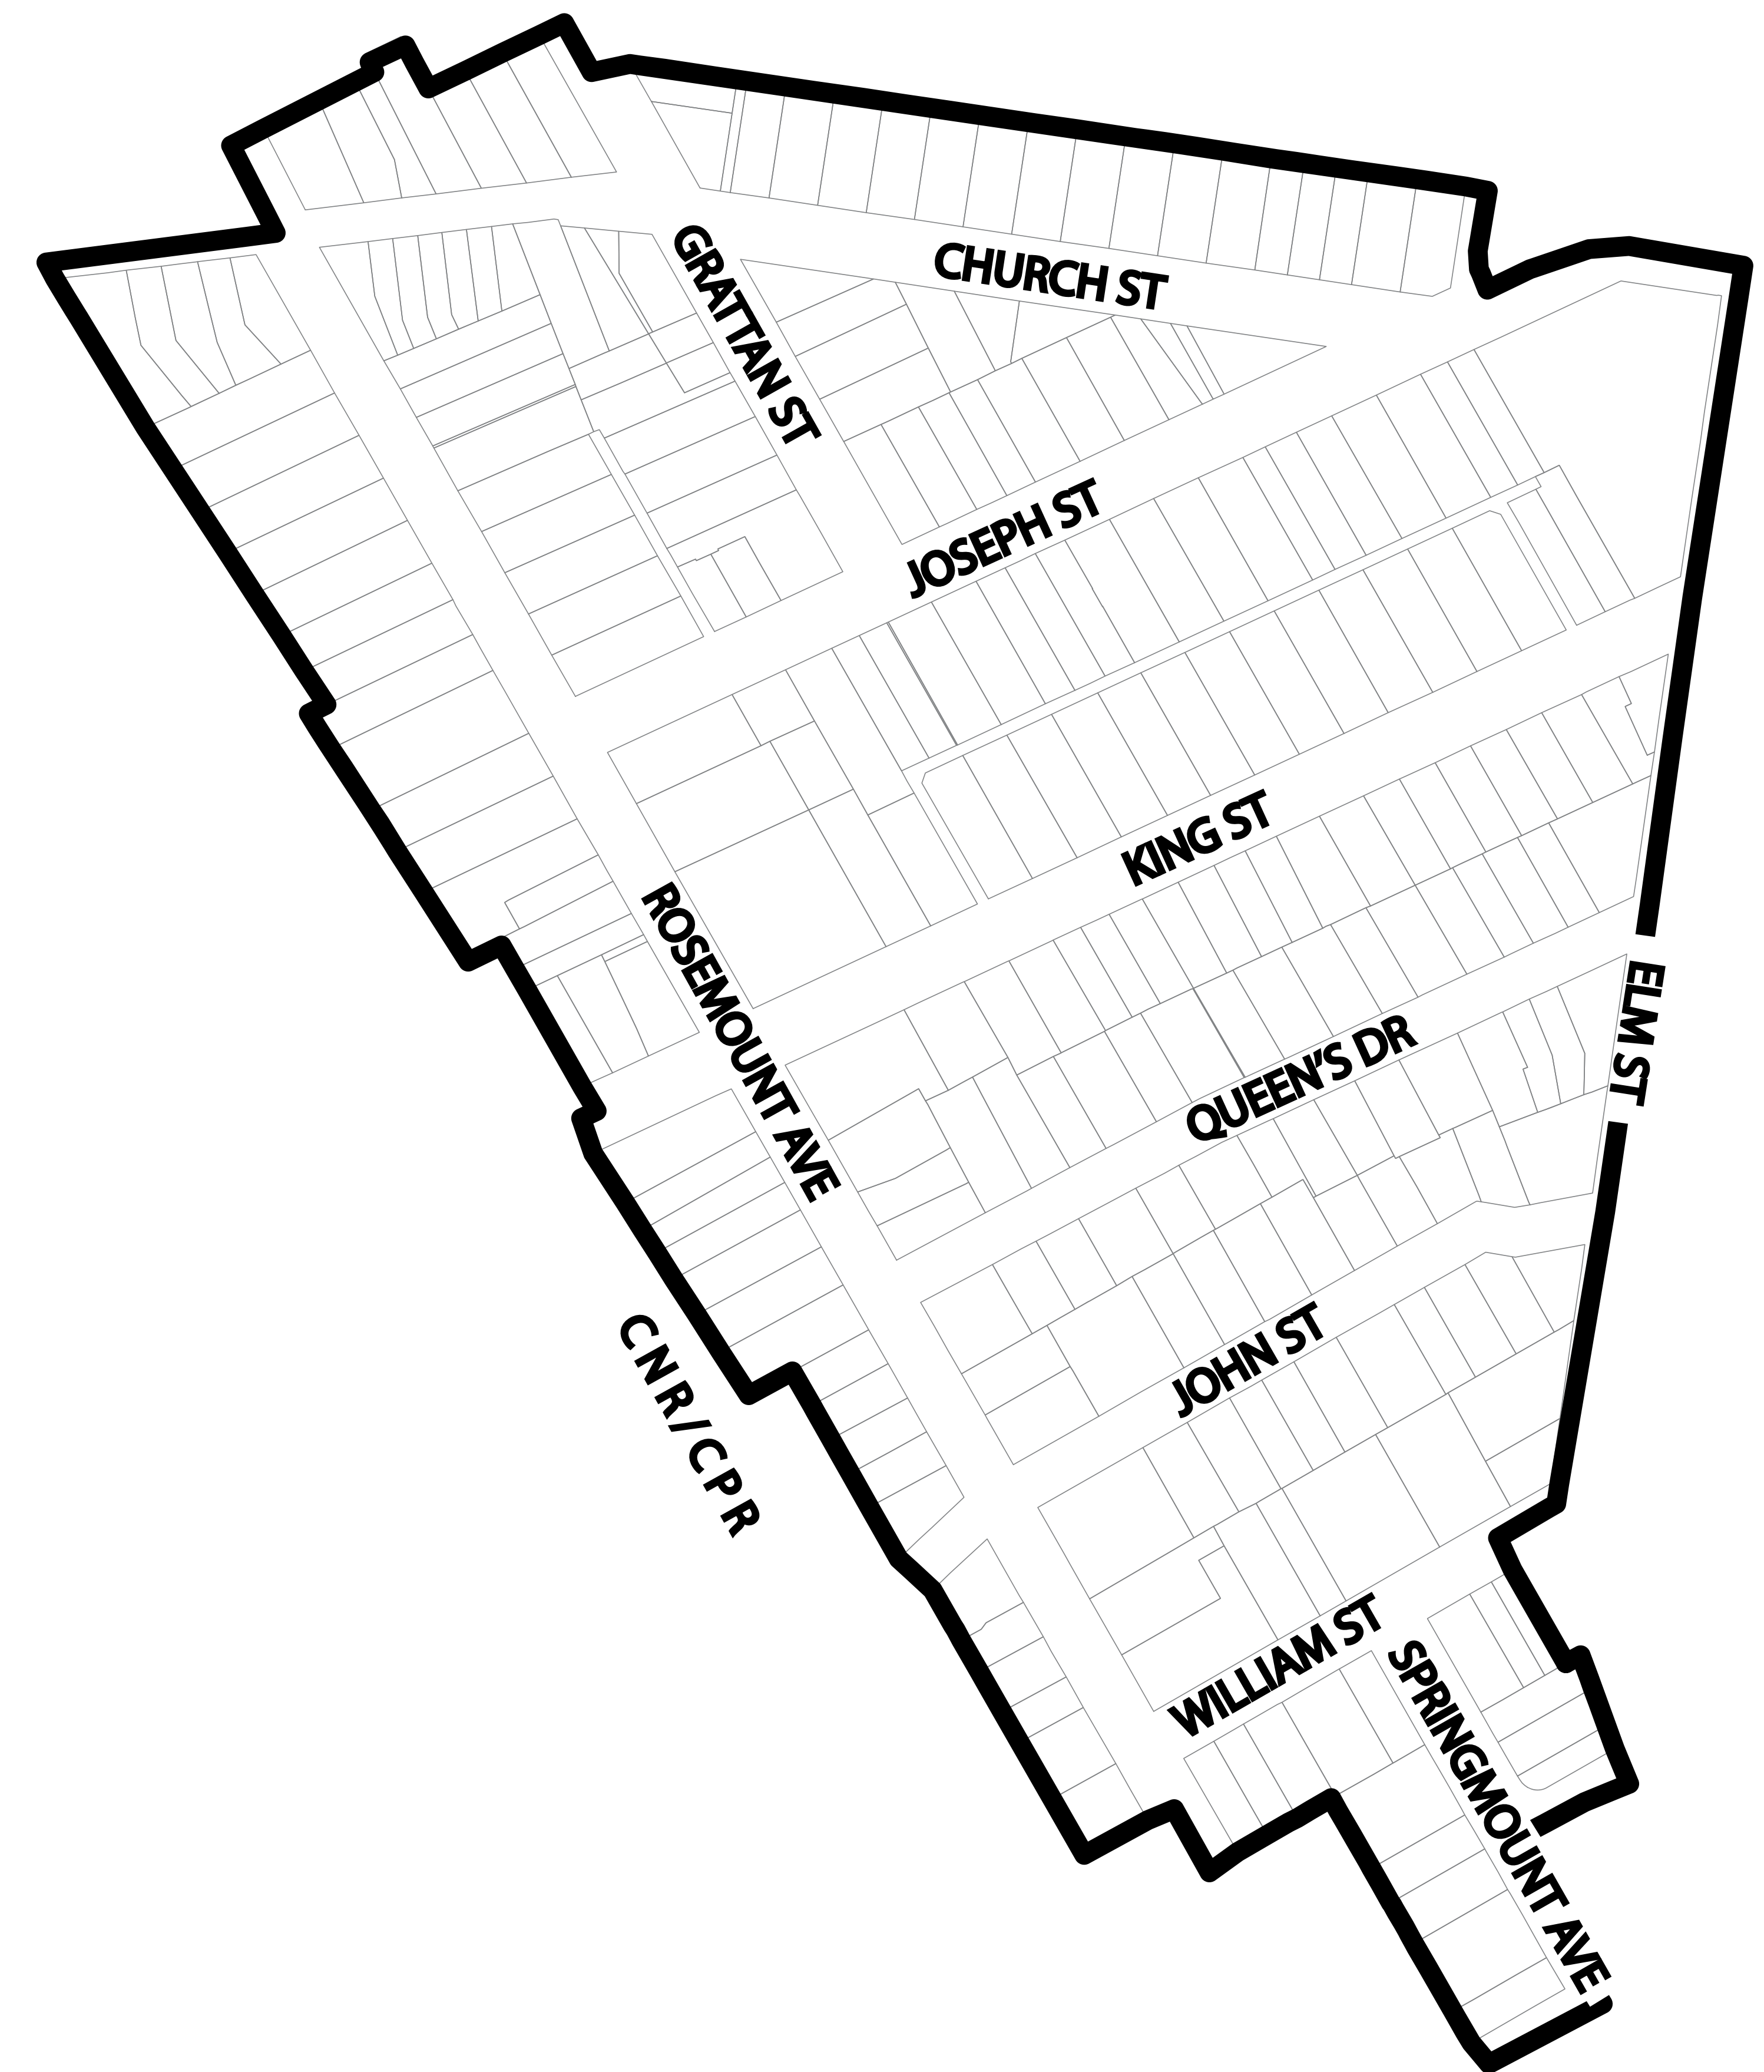 GRATTAN ST
CHURCH ST
JOSEPH ST
KING ST
ROSEMOUNT AVE
ELM ST
QUEEN'S DR
JOHN ST
CNR/CPR
WILLIAM ST
SPRINGMOUNT AVE